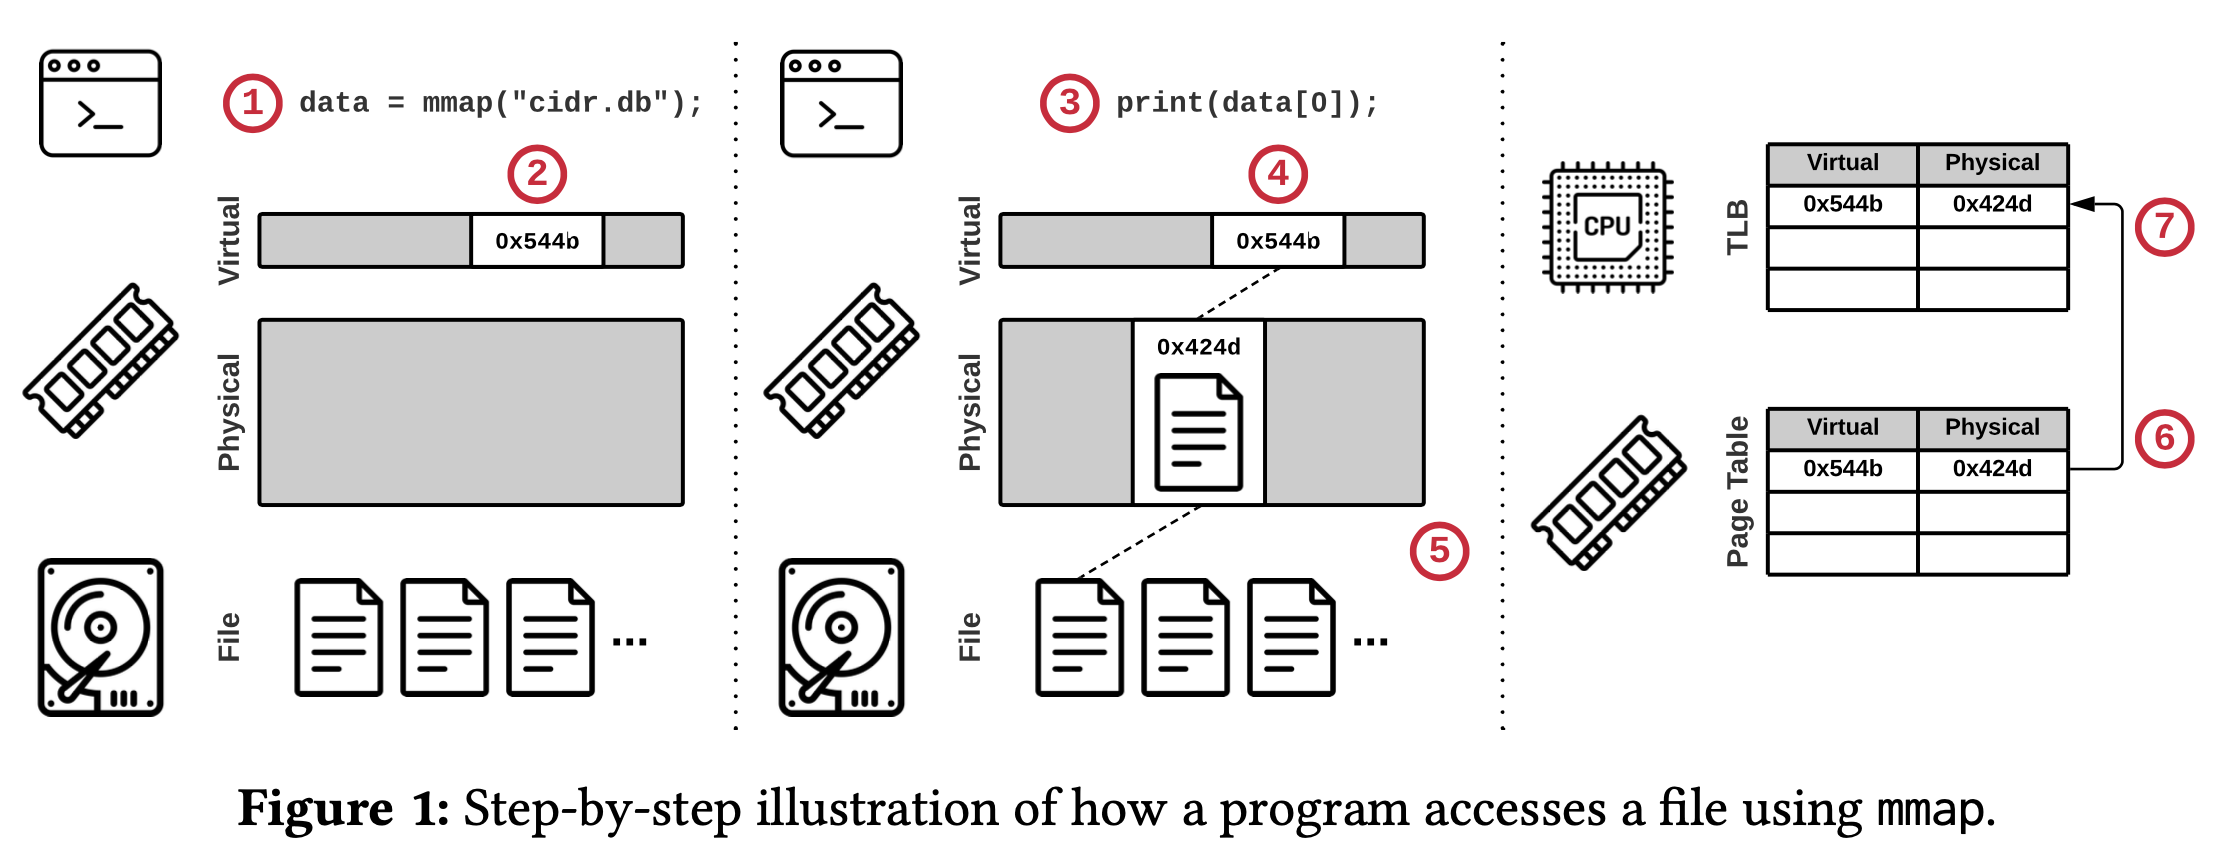 1 data = mmap("cidr.db");
2
Virtual
0x544b
Physical
File
...
3 print(data[0]);
4
Virtual
0x544b
Physical
0x424d
5
File
...
CPU
TLB
Virtual Physical
0x544b 0x424d
7
Page Table
Virtual Physical
0x544b 0x424d
6
Figure 1: Step-by-step illustration of how a program accesses a file using mmap.